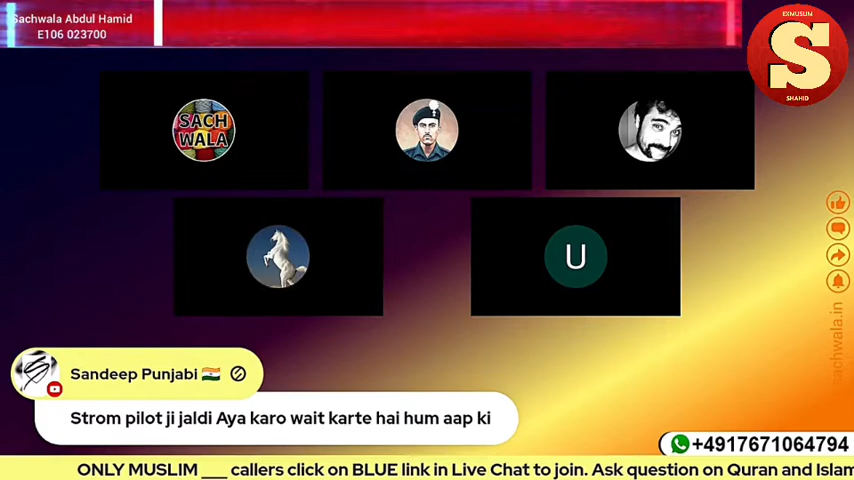 Sachwala Abdul Hamid
E106 023700
EXMUSLIM
S
SHAHID
SACH
WALA
U
sachwala.in
Sandeep Punjabi
Strom pilot ji jaldi Aya karo wait karte hai hum aap ki
+4917671064794
ONLY MUSLIM ___ callers click on BLUE link in Live Chat to join. Ask question on Quran and Islam